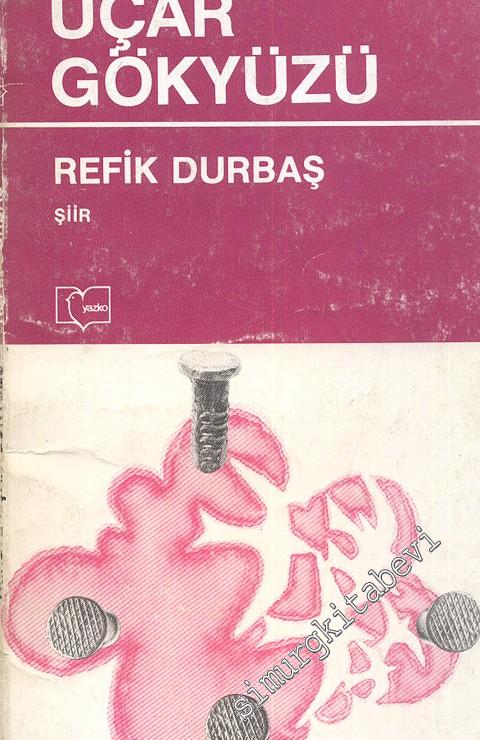 UÇAR
GÖKYÜZÜ
REFİK DURBAŞ
ŞİİR
yazko
simurgkitabevi